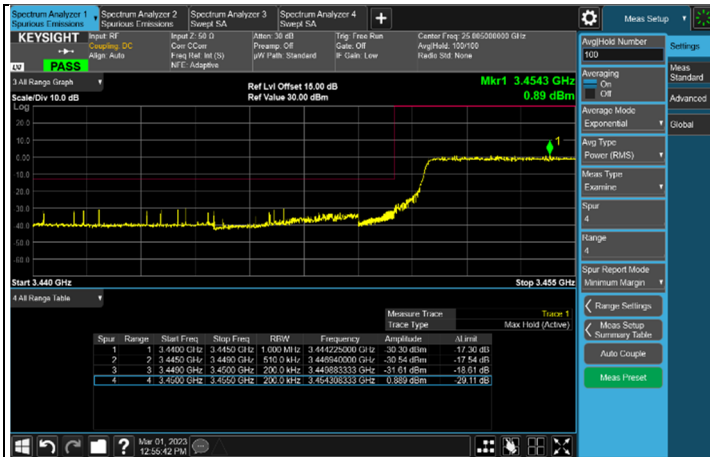 Spectrum Analyzer 1
Spurious Emissions
Spectrum Analyzer 2
Spurious Emissions
Spectrum Analyzer 3
Swept SA
Spectrum Analyzer 4
Swept SA
Meas Setup
KEYSIGHT
Input: RF
Coupling: DC
Align: Auto
Input Z: 50 Ω
Corr CCorr
Freq Ref: Int (S)
NFE: Adaptive
Atten: 30 dB
Preamp: Off
µW Path: Standard
Trig: Free Run
Gate: Off
IF Gain: Low
Center Freq: 25.005000000 GHz
Avg|Hold: 100/100
Radio Std: None
LXI
PASS
3 All Range Graph
Scale/Div 10.0 dB
Ref Lvl Offset 15.00 dB
Ref Value 30.00 dBm
Mkr1 3.4543 GHz
0.89 dBm
Log
20.0
10.0
0.00
-10.0
-20.0
-30.0
-40.0
-50.0
-60.0
1
Start 3.440 GHz
Stop 3.455 GHz
4 All Range Table
Measure Trace Trace 1
Trace Type Max Hold (Active)
Spur Range Start Freq Stop Freq RBW Frequency Amplitude ΔLimit
1 1 3.4400 GHz 3.4450 GHz 1.000 MHz 3.444225000 GHz -30.30 dBm -17.30 dB
2 2 3.4450 GHz 3.4490 GHz 510.0 kHz 3.446940000 GHz -30.54 dBm -17.54 dB
3 3 3.4490 GHz 3.4500 GHz 200.0 kHz 3.449883333 GHz -31.61 dBm -18.61 dB
4 4 3.4500 GHz 3.4550 GHz 200.0 kHz 3.454308333 GHz 0.889 dBm -29.11 dB
Avg|Hold Number
100
Averaging
On
Off
Average Mode
Exponential
Avg Type
Power (RMS)
Meas Type
Examine
Spur
4
Range
4
Spur Report Mode
Minimum Margin
Range Settings
Meas Setup
Summary Table
Auto Couple
Meas Preset
Settings
Meas
Standard
Advanced
Global
Mar 01, 2023
12:55:42 PM